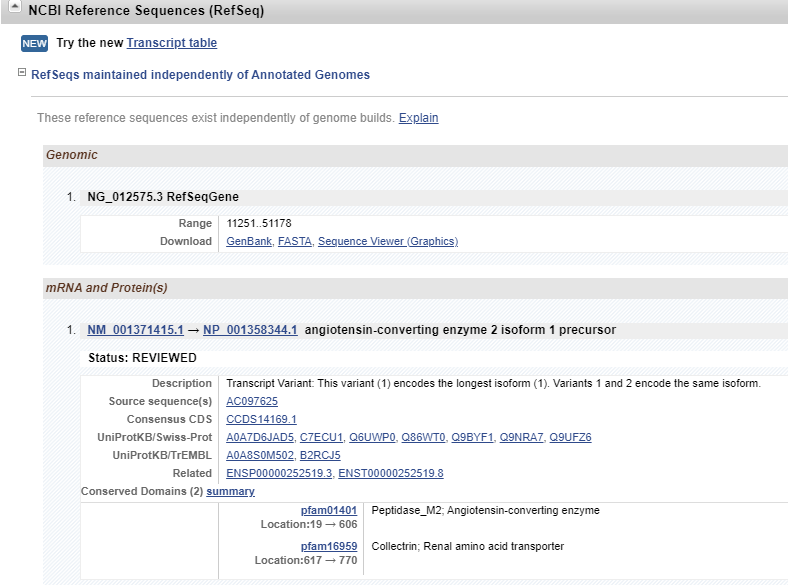 NCBI Reference Sequences (RefSeq)
NEW Try the new Transcript table
RefSeqs maintained independently of Annotated Genomes
These reference sequences exist independently of genome builds. Explain
Genomic
1. NG_012575.3 RefSeqGene
Range 11251..51178
Download GenBank, FASTA, Sequence Viewer (Graphics)
mRNA and Protein(s)
1. NM_001371415.1 → NP_001358344.1 angiotensin-converting enzyme 2 isoform 1 precursor
Status: REVIEWED
Description Transcript Variant: This variant (1) encodes the longest isoform (1). Variants 1 and 2 encode the same isoform.
Source sequence(s) AC097625
Consensus CDS CCDS14169.1
UniProtKB/Swiss-Prot A0A7D6JAD5, C7ECU1, Q6UWP0, Q86WT0, Q9BYF1, Q9NRA7, Q9UFZ6
UniProtKB/TrEMBL A0A8S0M502, B2RCJ5
Related ENSP00000252519.3, ENST00000252519.8
Conserved Domains (2) summary
pfam01401 Peptidase_M2; Angiotensin-converting enzyme
Location:19 → 606
pfam16959 Collectrin; Renal amino acid transporter
Location:617 → 770